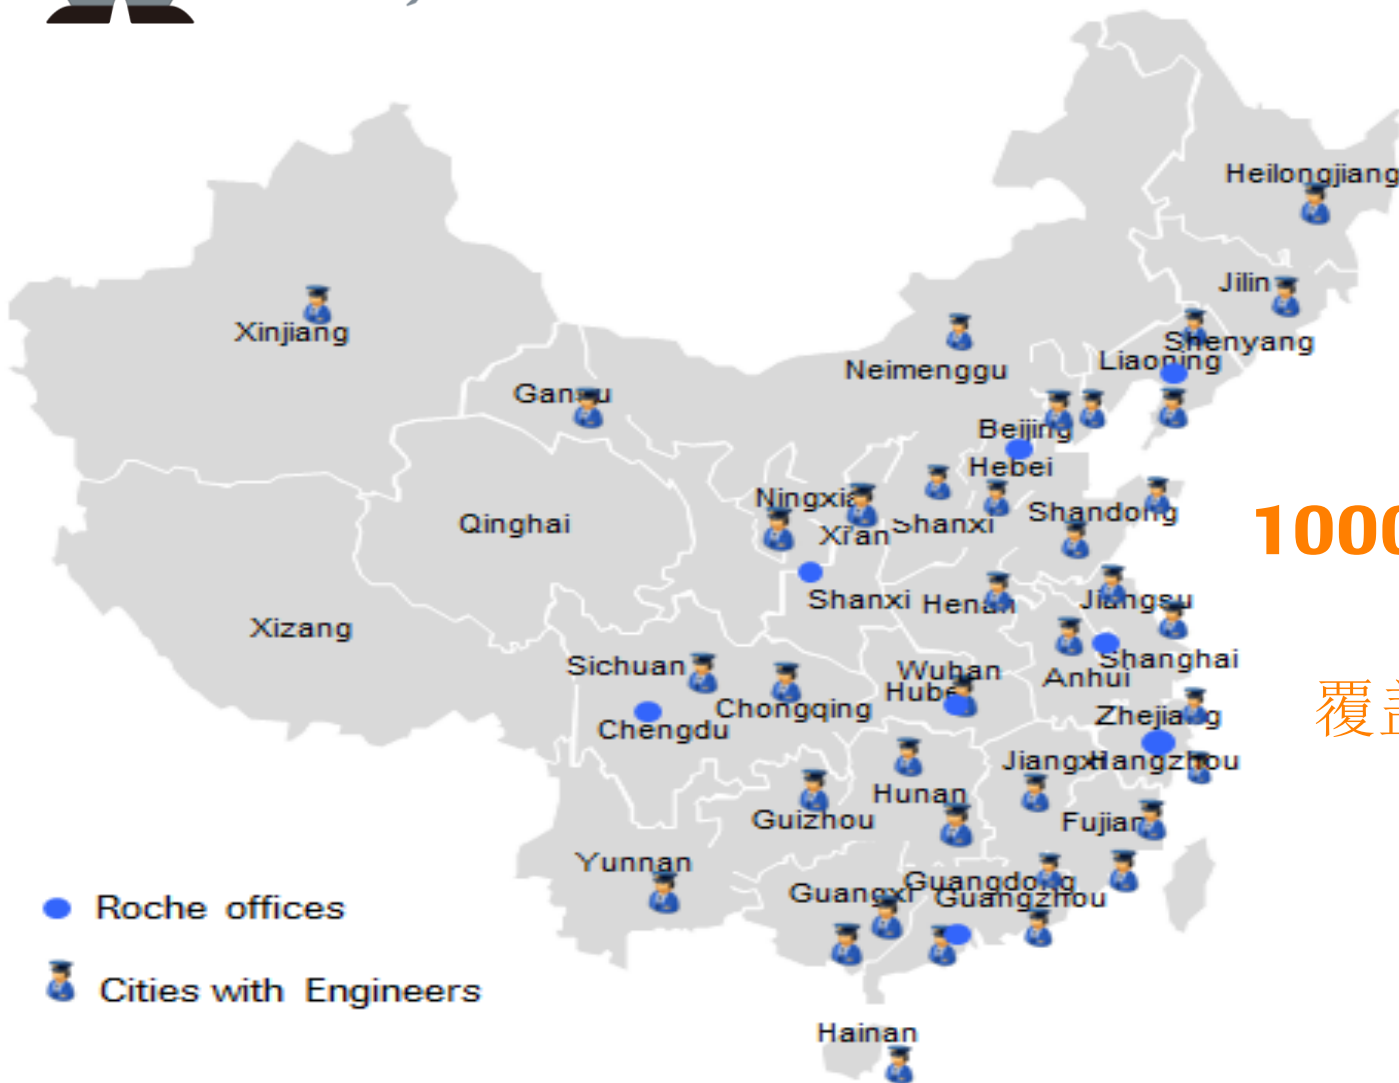 Heilongjiang
Jilin
Shenyang
Liaoning
Xinjiang
Neimenggu
Gansu
Beijing
Hebei
Ningxia
Shandong
Qinghai
Xi'an
Shanxi
1000
Shanxi
Henan
Jiangsu
Xizang
Shanghai
Sichuan
Wuhan
Anhui
Hubei
Chongqing
Zhejiang
覆盖
Chengdu
Jiangxi
Hangzhou
Hunan
Guizhou
Fujian
Yunnan
Guangdong
Guangxi
Guangzhou
Roche offices
Cities with Engineers
Hainan